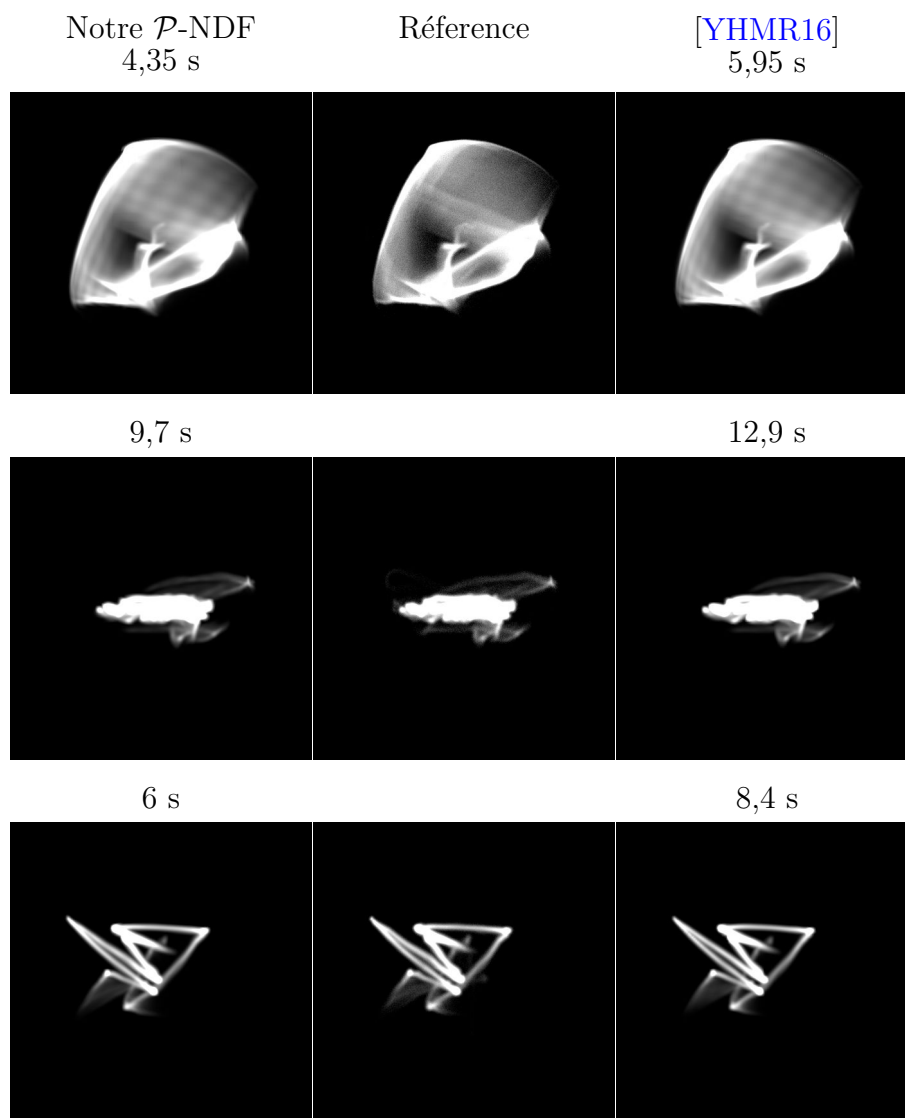 Notre 𝒫-NDF Réference [YHMR16]
4,35 s 5,95 s
9,7 s 12,9 s
6 s 8,4 s